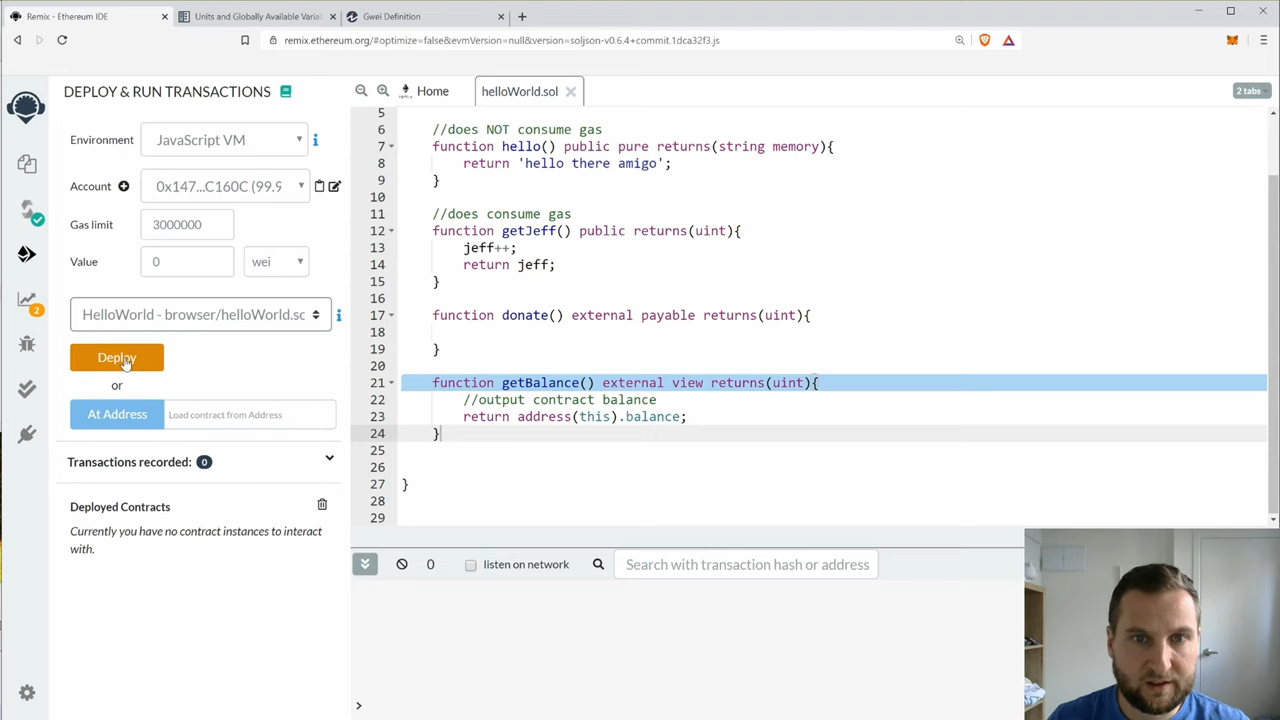 Remix - Ethereum IDE
Units and Globally Available Varial
Gwei Definition
remix.ethereum.org/#optimize=false&evmVersion=null&version=soljson-v0.6.4+commit.1dca32f3.js
DEPLOY & RUN TRANSACTIONS
Environment
JavaScript VM
Account
0x147...C160C (99.9
Gas limit
3000000
Value
0
wei
HelloWorld - browser/helloWorld.sc
Deploy
or
At Address
Load contract from Address
Transactions recorded:
0
Deployed Contracts
Currently you have no contract instances to interact
with.
2
Home
helloWorld.sol
2 tabs
5
6 //does NOT consume gas
7 function hello() public pure returns(string memory){
8 return 'hello there amigo';
9 }
10
11 //does consume gas
12 function getJeff() public returns(uint){
13 jeff++;
14 return jeff;
15 }
16
17 function donate() external payable returns(uint){
18
19 }
20
21 function getBalance() external view returns(uint){
22 //output contract balance
23 return address(this).balance;
24 }
25
26
27 }
28
29
0
listen on network
Search with transaction hash or address
>